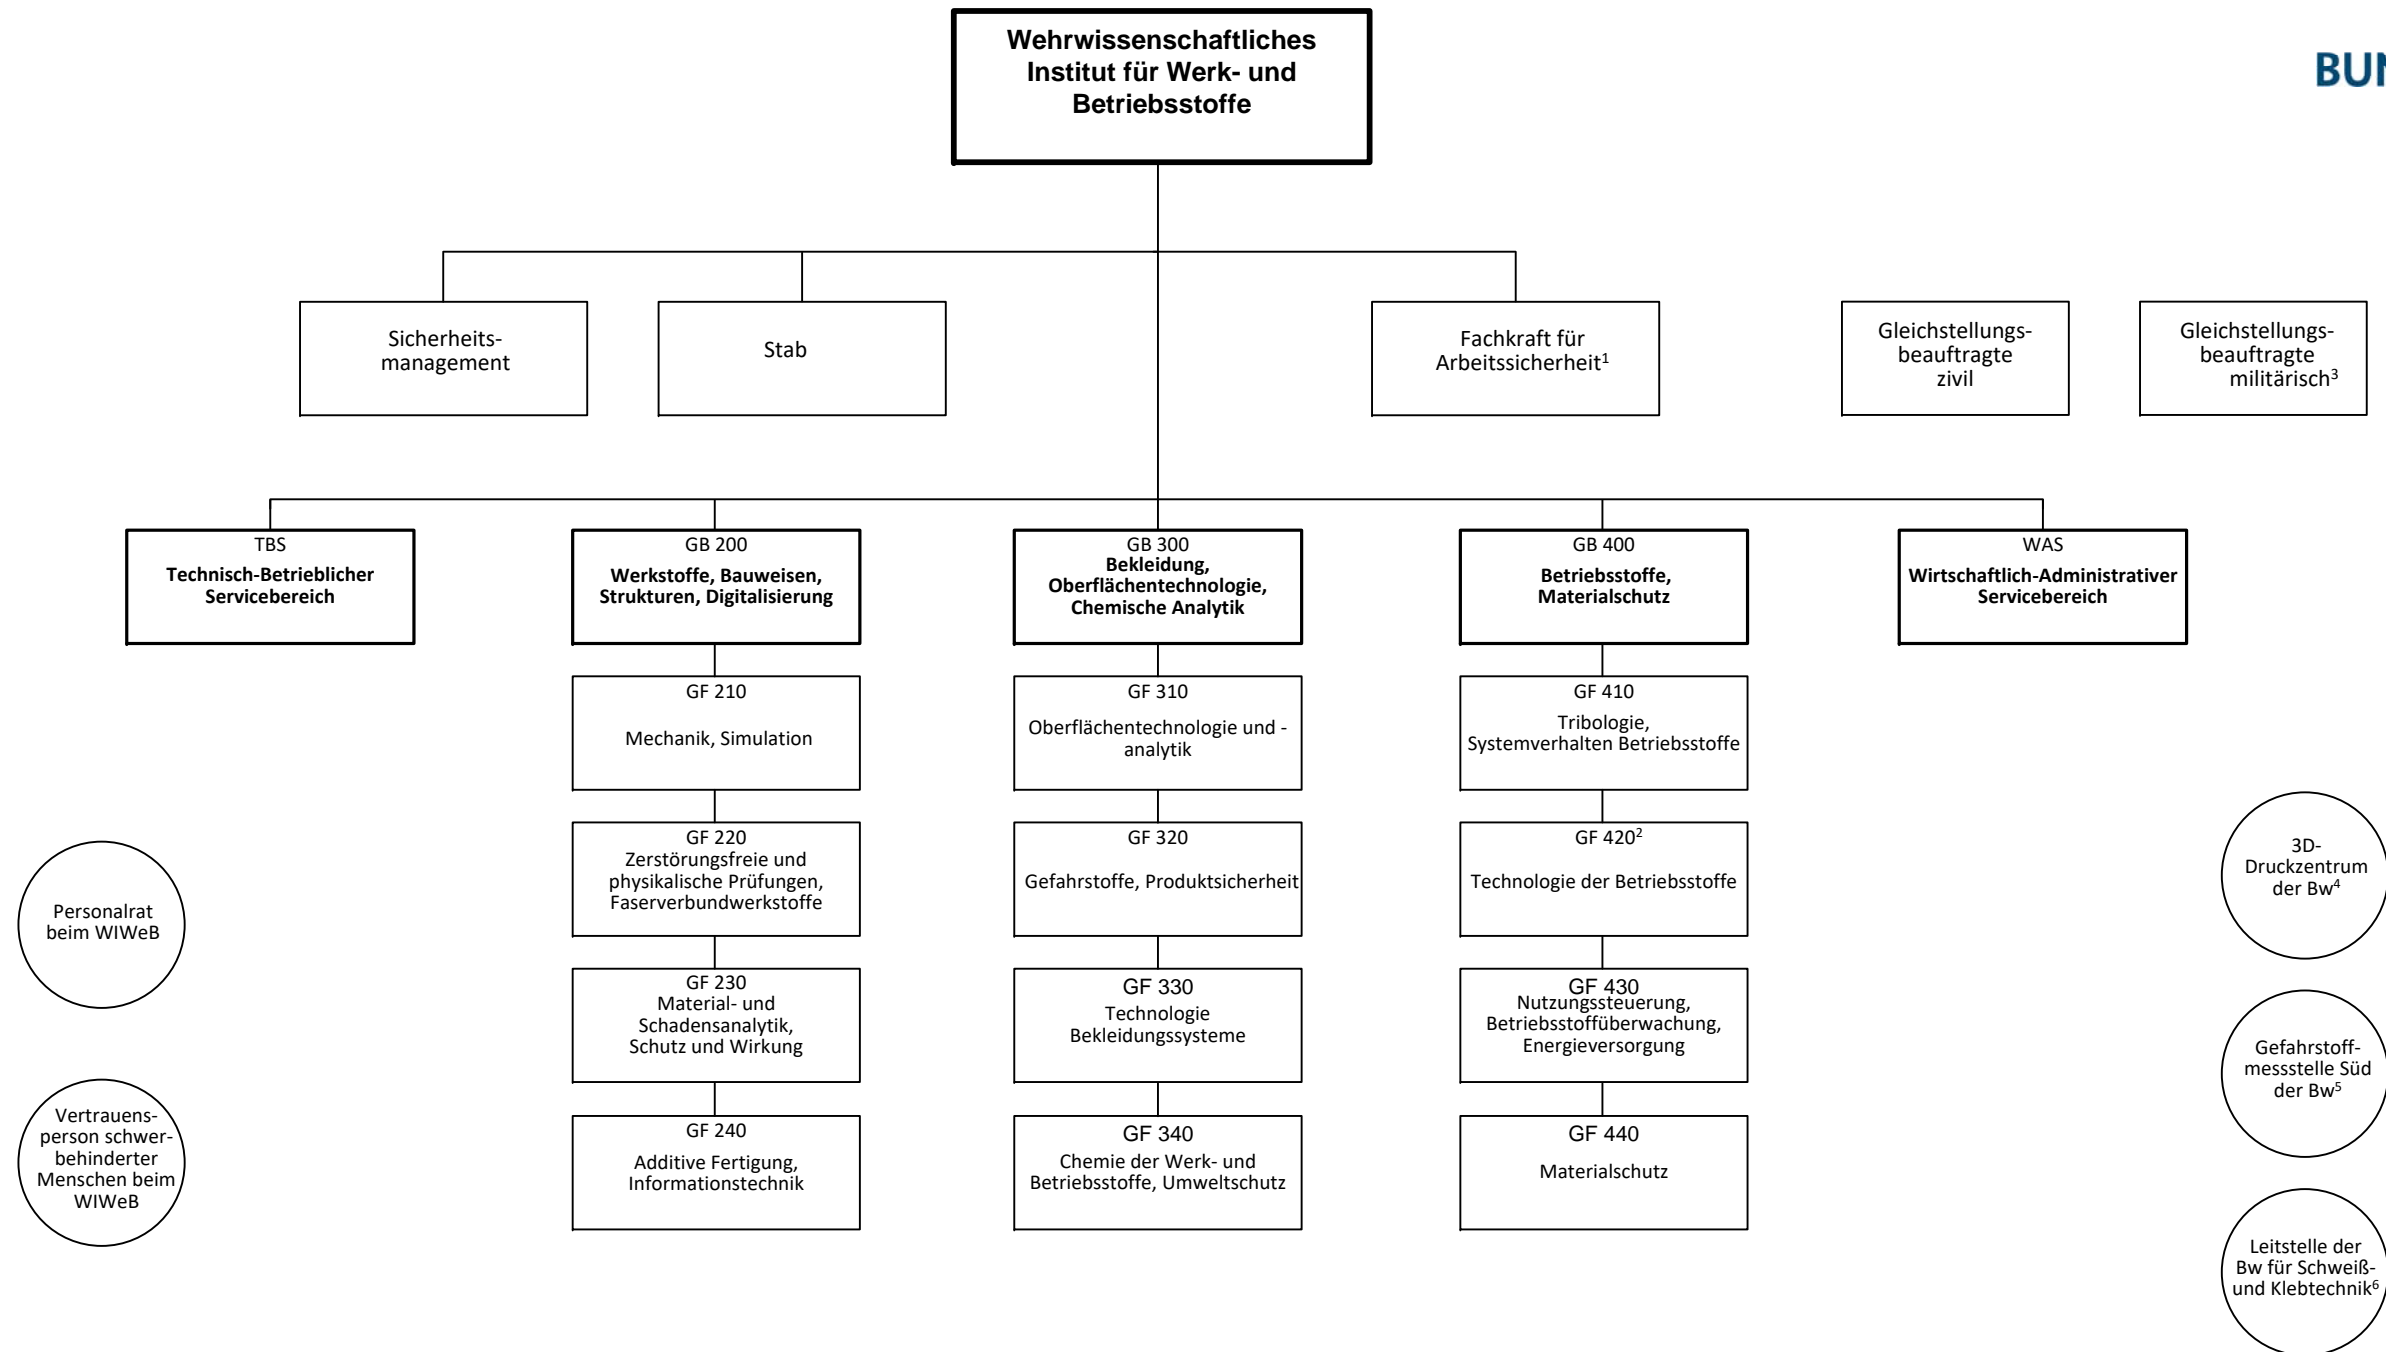 Wehrwissenschaftliches
Institut für Werk- und
Betriebsstoffe
BUN
Sicherheits-
management
Stab
Fachkraft für
Arbeitssicherheit¹
Gleichstellungs-
beauftragte
zivil
Gleichstellungs-
beauftragte
militärisch³
TBS
Technisch-Betrieblicher
Servicebereich
GB 200
Werkstoffe, Bauweisen,
Strukturen, Digitalisierung
GB 300
Bekleidung,
Oberflächentechnologie,
Chemische Analytik
GB 400
Betriebsstoffe,
Materialschutz
WAS
Wirtschaftlich-Administrativer
Servicebereich
GF 210
Mechanik, Simulation
GF 310
Oberflächentechnologie und -
analytik
GF 410
Tribologie,
Systemverhalten Betriebsstoffe
GF 220
Zerstörungsfreie und
physikalische Prüfungen,
Faserverbundwerkstoffe
GF 320
Gefahrstoffe, Produktsicherheit
GF 420²
Technologie der Betriebsstoffe
GF 230
Material- und
Schadensanalytik,
Schutz und Wirkung
GF 330
Technologie
Bekleidungssysteme
GF 430
Nutzungssteuerung,
Betriebsstoffüberwachung,
Energieversorgung
GF 240
Additive Fertigung,
Informationstechnik
GF 340
Chemie der Werk- und
Betriebsstoffe, Umweltschutz
GF 440
Materialschutz
Personalrat
beim WIWeB
Vertrauens-
person schwer-
behinderter
Menschen beim
WIWeB
3D-
Druckzentrum
der Bw⁴
Gefahrstoff-
messstelle Süd
der Bw⁵
Leitstelle der
Bw für Schweiß-
und Klebtechnik⁶